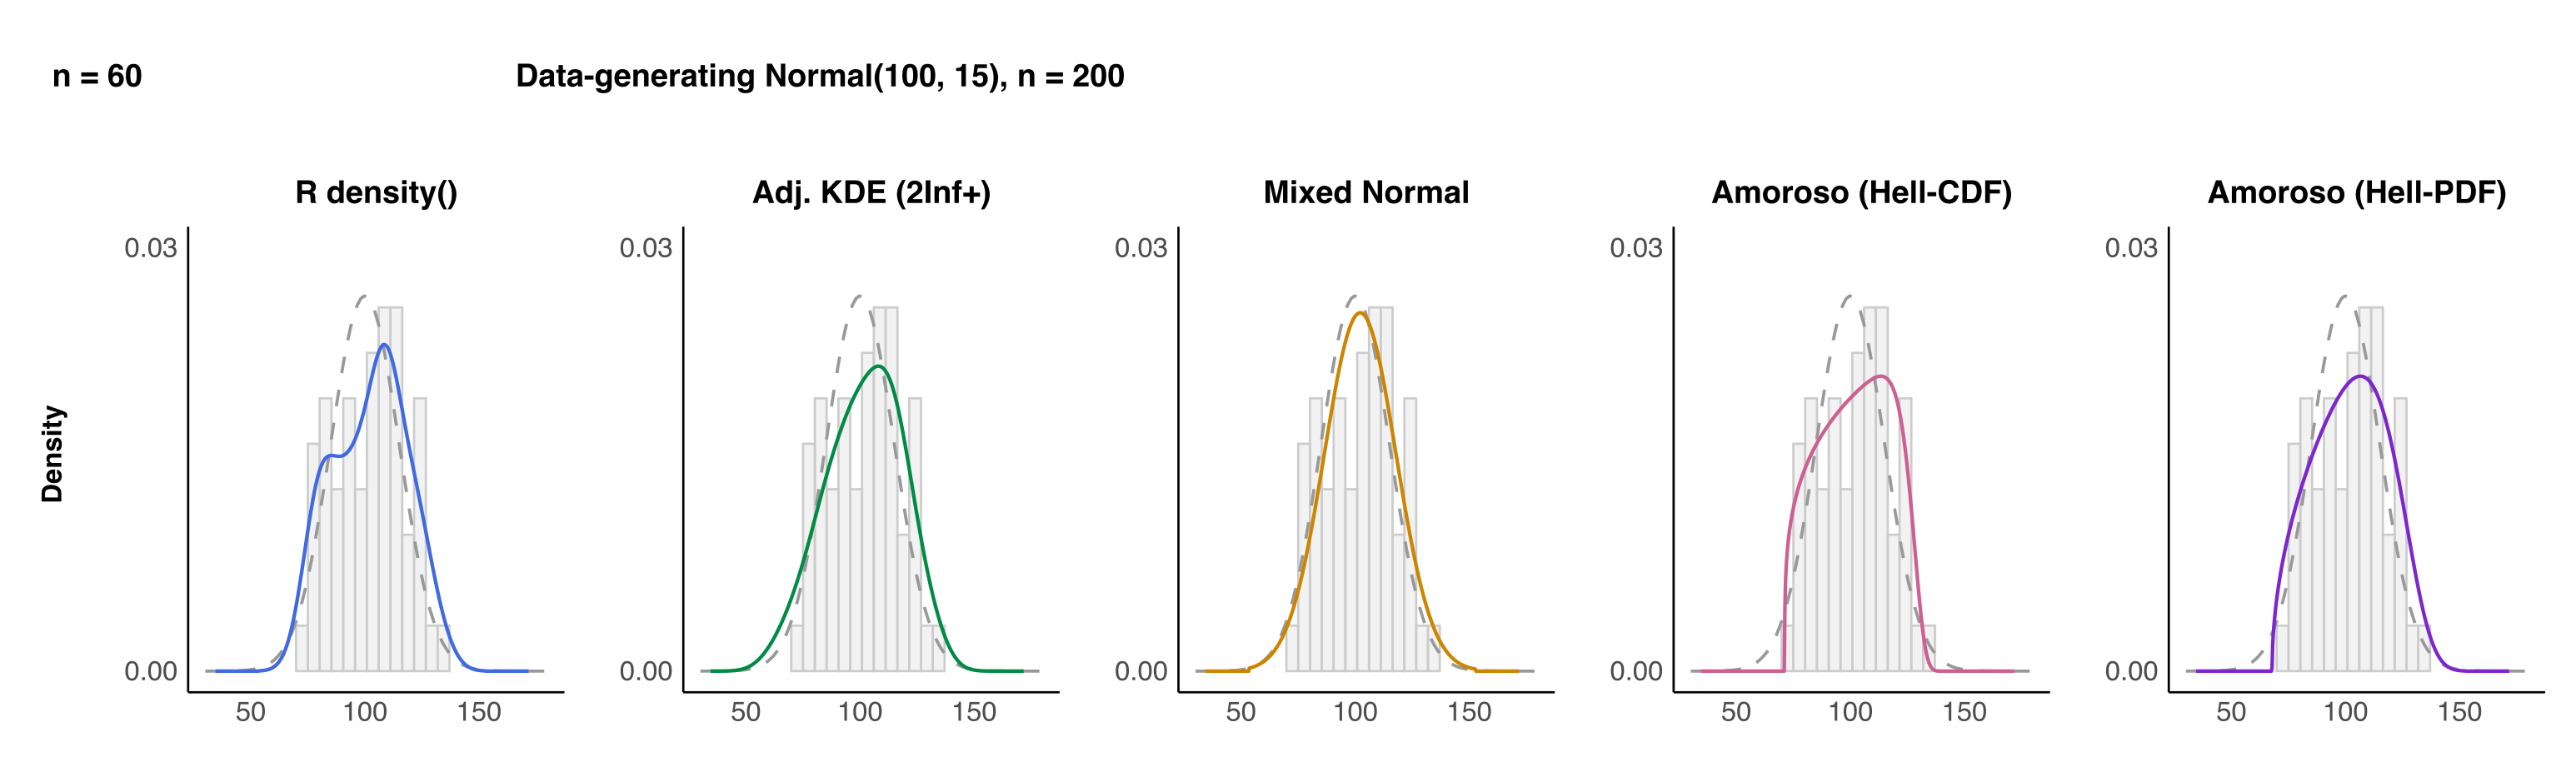 n = 60
Data-generating Normal(100, 15), n = 200
R density()
Adj. KDE (2Inf+)
Mixed Normal
Amoroso (Hell-CDF)
Amoroso (Hell-PDF)
Density
0.03
0.00
50 100 150
0.03
0.00
50 100 150
0.03
0.00
50 100 150
0.03
0.00
50 100 150
0.03
0.00
50 100 150